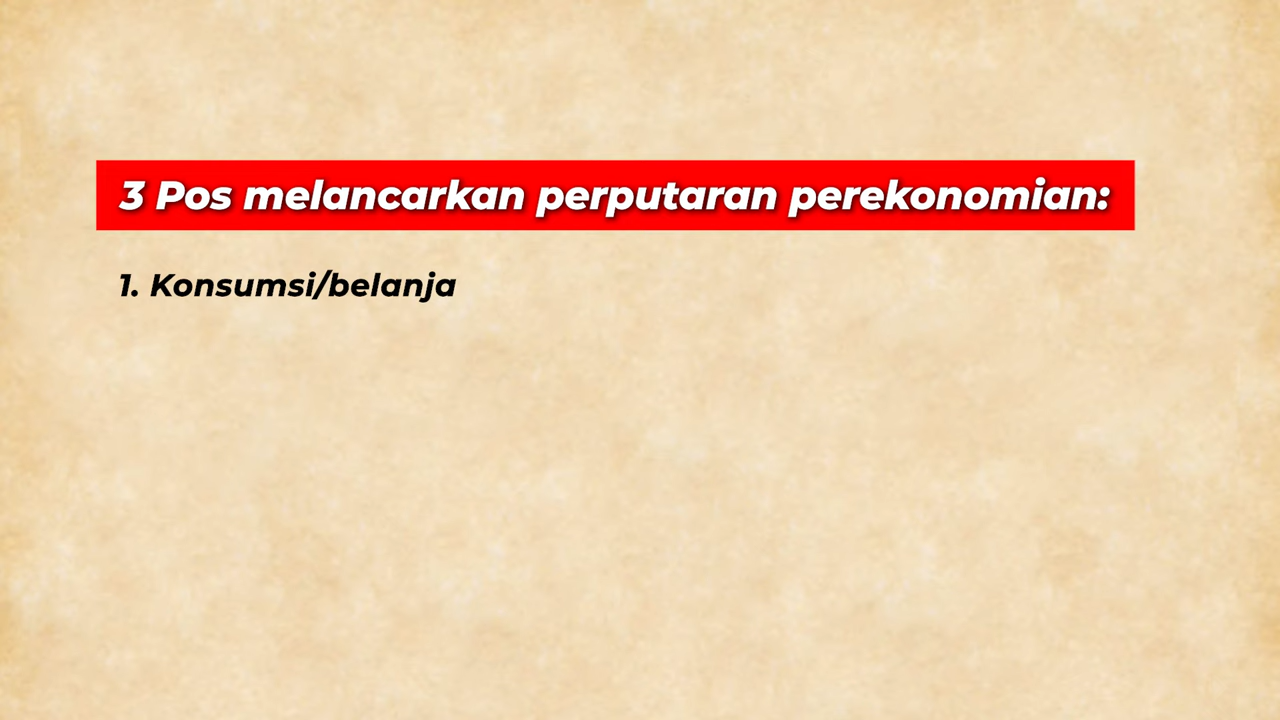 3 Pos melancarkan perputaran perekonomian:
1. Konsumsi/belanja